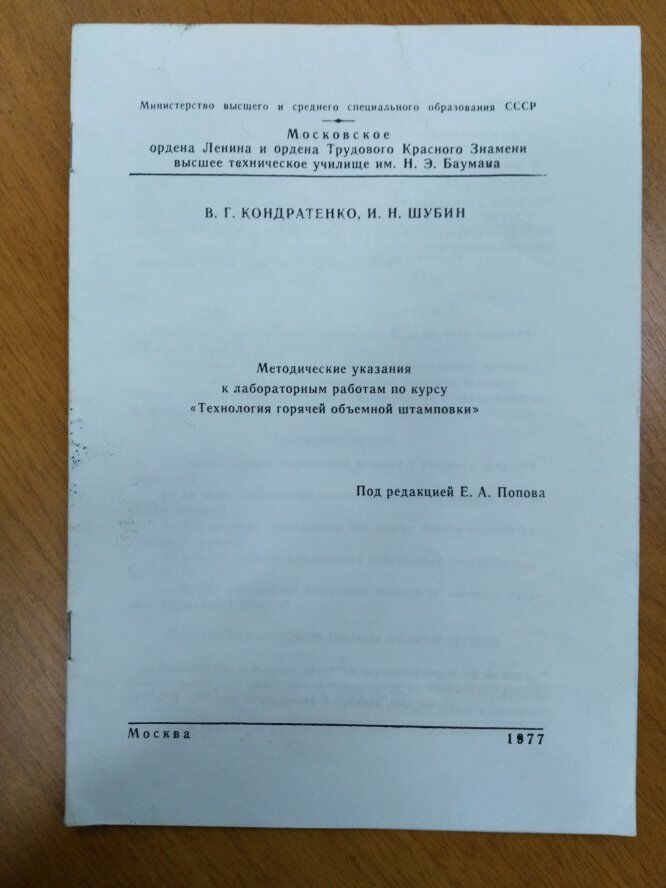 Министерство высшего и среднего специального образования СССР
Московское
ордена Ленина и ордена Трудового Красного Знамени
высшее техническое училище им. Н. Э. Баумана
В. Г. КОНДРАТЕНКО, И. Н. ШУБИН
Методические указания
к лабораторным работам по курсу
«Технология горячей объемной штамповки»
Под редакцией Е. А. Попова
Москва
1977